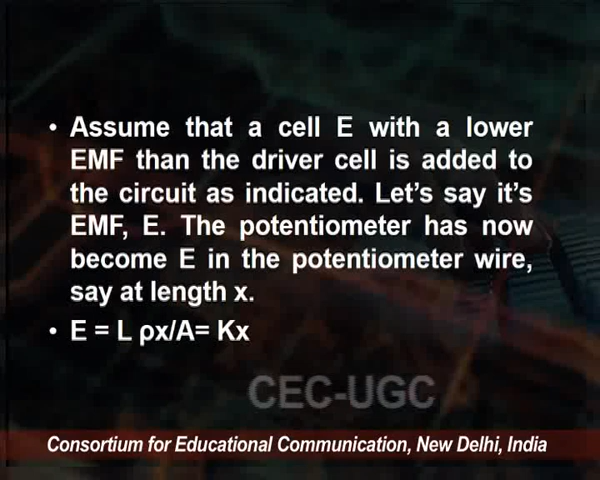 • Assume that a cell E with a lower
EMF than the driver cell is added to
the circuit as indicated. Let's say it's
EMF, E. The potentiometer has now
become E in the potentiometer wire,
say at length x.
• E = L ρx/A= Kx
CEC-UGC
Consortium for Educational Communication, New Delhi, India